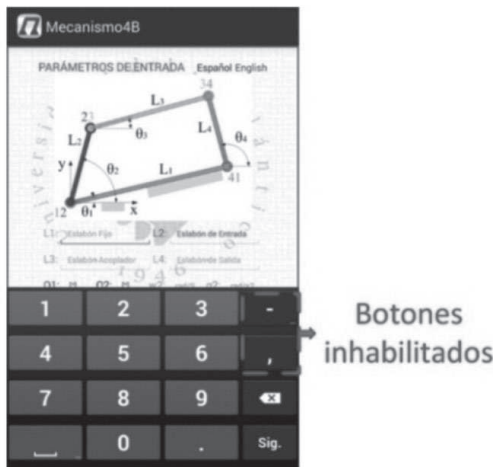 Mecanismo4B
PARÁMETROS DE ENTRADA Español English
34
L3
23
θ3
L2
L4
θ4
y
θ2
L1
41
12
θ1
x
L1: Eslabón Fijo L2: Eslabón de Entrada
L3: Eslabón Acoplador L4: Eslabón de Salida
1 2 3 -
Botones
inhabilitados
4 5 6 ,
7 8 9
0 . Sig.